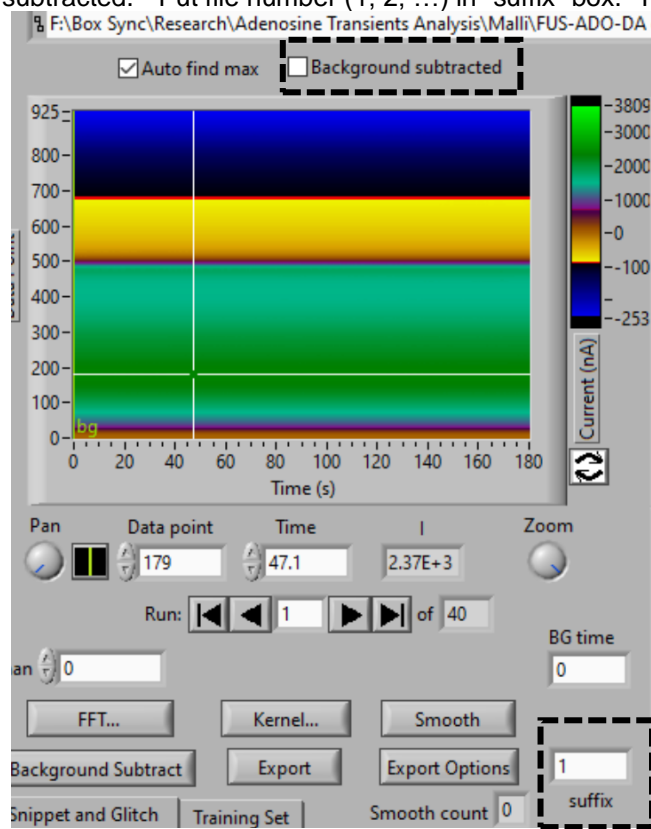 subtracted.” Put file number (1, 2, …) in “suffix” box.
F:\Box Sync\Research\Adenosine Transients Analysis\Malli\FUS-ADO-DA
Auto find max Background subtracted
925
800
700
600
500
400
300
200
100
0
bg
0 20 40 60 80 100 120 140 160 180
Time (s)
-3809
-3000
-2000
-1000
-0
--100
-
--253
Current (nA)
Pan Data point Time I Zoom
179 47.1 2.37E+3
Run: 1 of 40
BG time
0 0
FFT... Kernel... Smooth
Background Subtract Export Export Options 1
suffix
Snippet and Glitch Training Set Smooth count 0